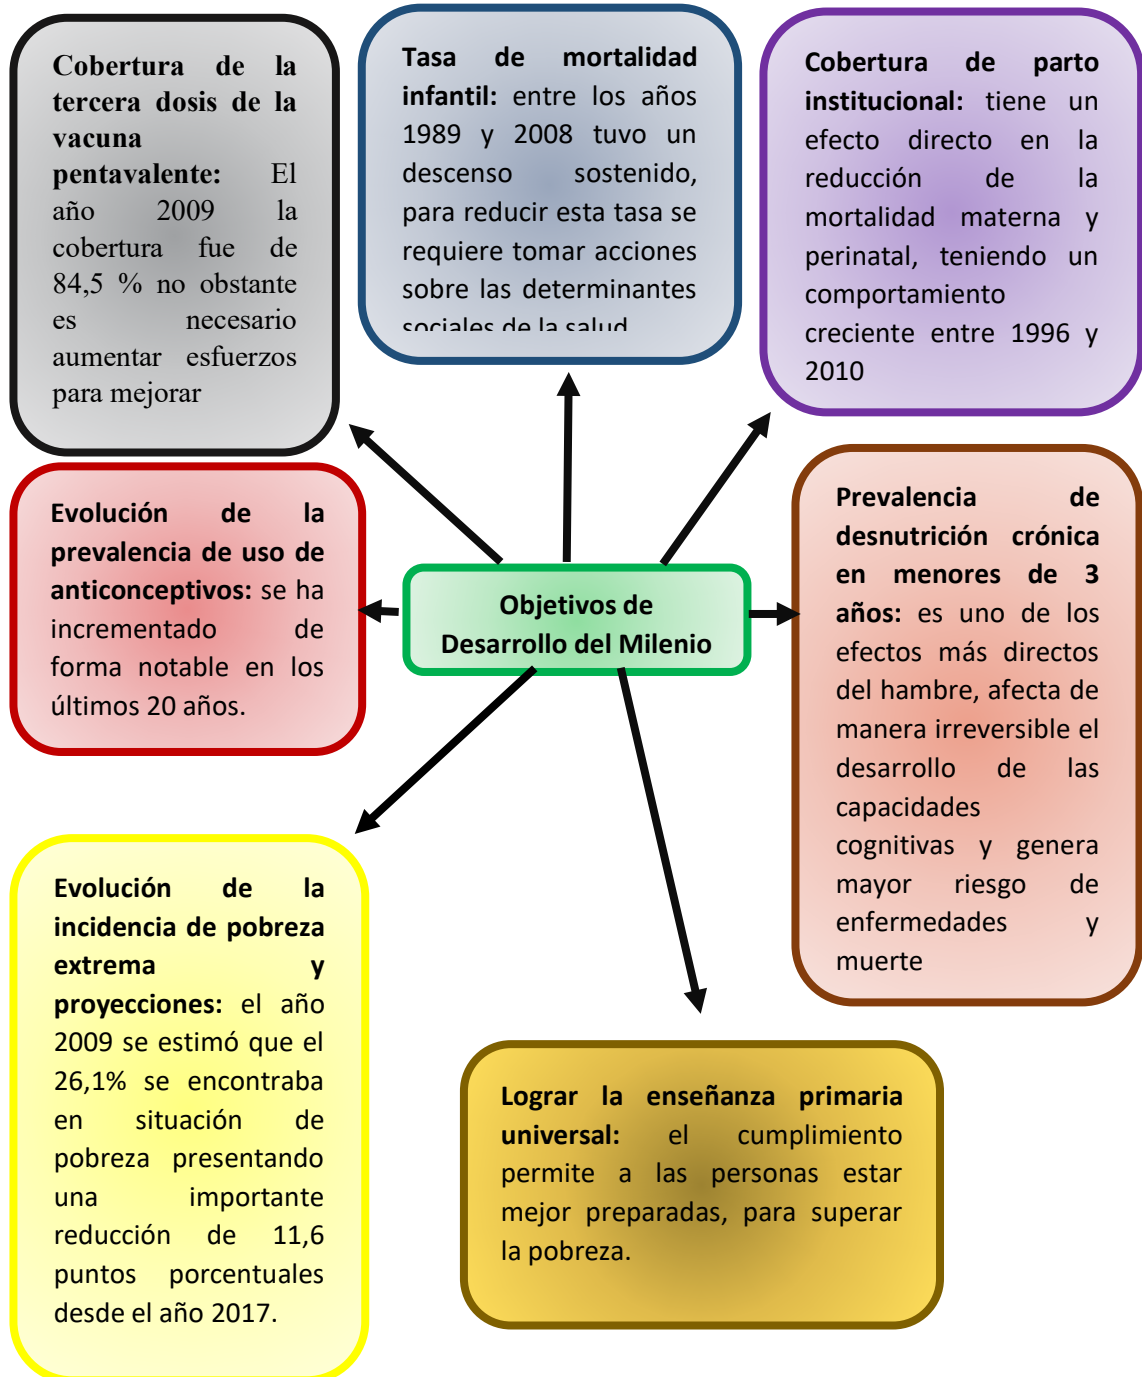 Cobertura de la
tercera dosis de la
vacuna
pentavalente: El
año 2009 la
cobertura fue de
84,5 % no obstante
es necesario
aumentar esfuerzos
para mejorar
Tasa de mortalidad
infantil: entre los años
1989 y 2008 tuvo un
descenso sostenido,
para reducir esta tasa se
requiere tomar acciones
sobre las determinantes
sociales de la salud
Cobertura de parto
institucional: tiene un
efecto directo en la
reducción de la
mortalidad materna y
perinatal, teniendo un
comportamiento
creciente entre 1996 y
2010
Evolución de la
prevalencia de uso de
anticonceptivos: se ha
incrementado de
forma notable en los
últimos 20 años.
Objetivos de
Desarrollo del Milenio
Prevalencia de
desnutrición crónica
en menores de 3
años: es uno de los
efectos más directos
del hambre, afecta de
manera irreversible el
desarrollo de las
capacidades
cognitivas y genera
mayor riesgo de
enfermedades y
muerte
Evolución de la
incidencia de pobreza
extrema y
proyecciones: el año
2009 se estimó que el
26,1% se encontraba
en situación de
pobreza presentando
una importante
reducción de 11,6
puntos porcentuales
desde el año 2017.
Lograr la enseñanza primaria
universal: el cumplimiento
permite a las personas estar
mejor preparadas, para superar
la pobreza.